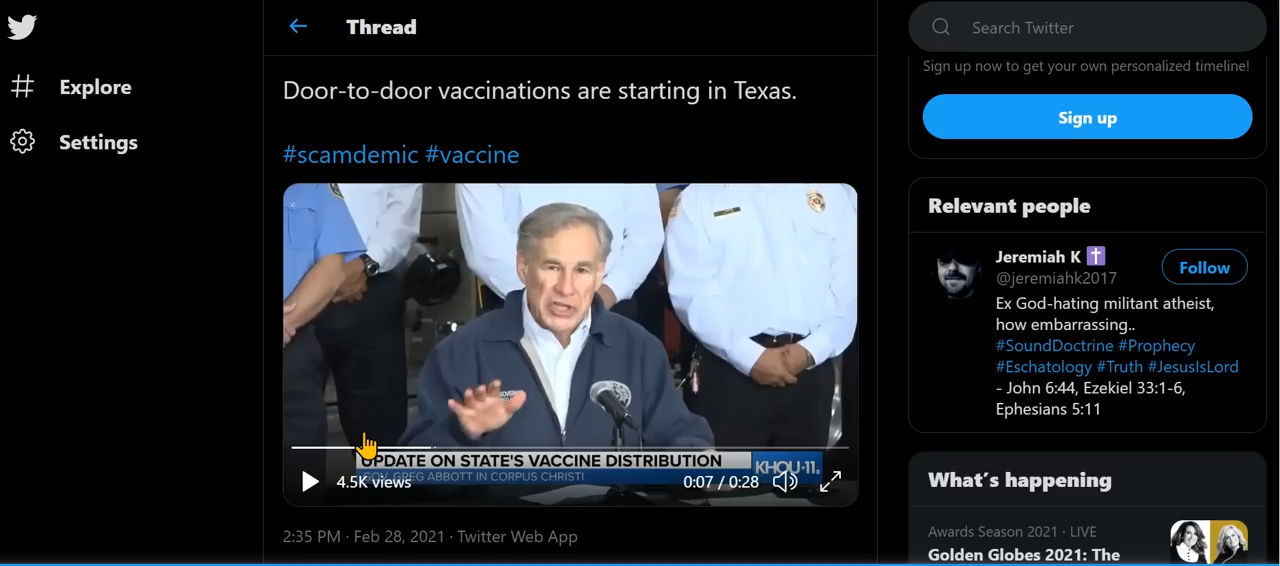 Thread
Search Twitter
Explore
Settings
Door-to-door vaccinations are starting in Texas.
#scamdemic #vaccine
UPDATE ON STATE'S VACCINE DISTRIBUTION
GOV. GREG ABBOTT IN CORPUS CHRISTI
KHOU•11.
GOVERNOR
4.5K views
0:07 / 0:28
2:35 PM · Feb 28, 2021 · Twitter Web App
Sign up now to get your own personalized timeline!
Sign up
Relevant people
Jeremiah K
@jeremiahk2017
Follow
Ex God-hating militant atheist,
how embarrassing..
#SoundDoctrine #Prophecy
#Eschatology #Truth #JesusIsLord
- John 6:44, Ezekiel 33:1-6,
Ephesians 5:11
What's happening
Awards Season 2021 · LIVE
Golden Globes 2021: The